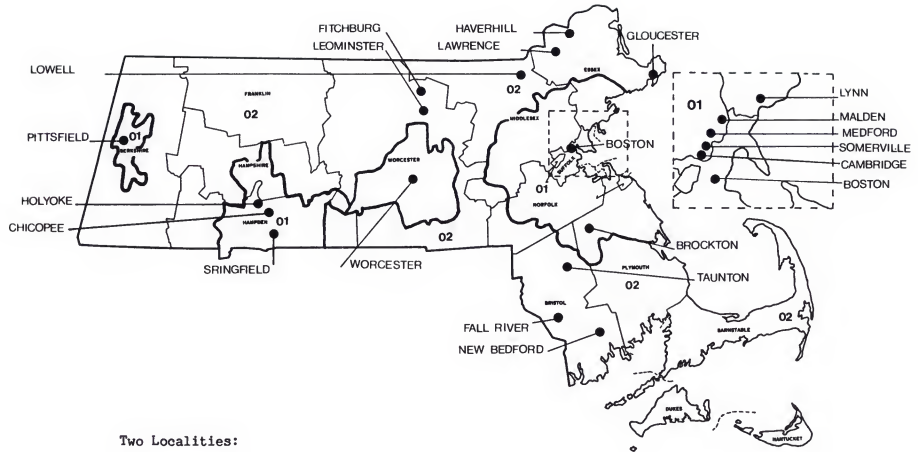 FITCHBURG
LEOMINSTER
HAVERHILL
LAWRENCE
GLOUCESTER
LOWELL
ESSEX
FRANKLIN
02
02
MIDDLESEX
01
LYNN
MALDEN
MEDFORD
SOMERVILLE
CAMBRIDGE
BOSTON
PITTSFIELD
01
BERKSHIRE
HAMPSHIRE
WORCESTER
BOSTON
SUFFOLK
01
NORFOLK
HOLYOKE
CHICOPEE
HAMPDEN
01
02
SRINGFIELD
WORCESTER
BROCKTON
TAUNTON
PLYMOUTH
02
BRISTOL
FALL RIVER
NEW BEDFORD
02
BARNSTABLE
DUKES
NANTUCKET
Two Localities: